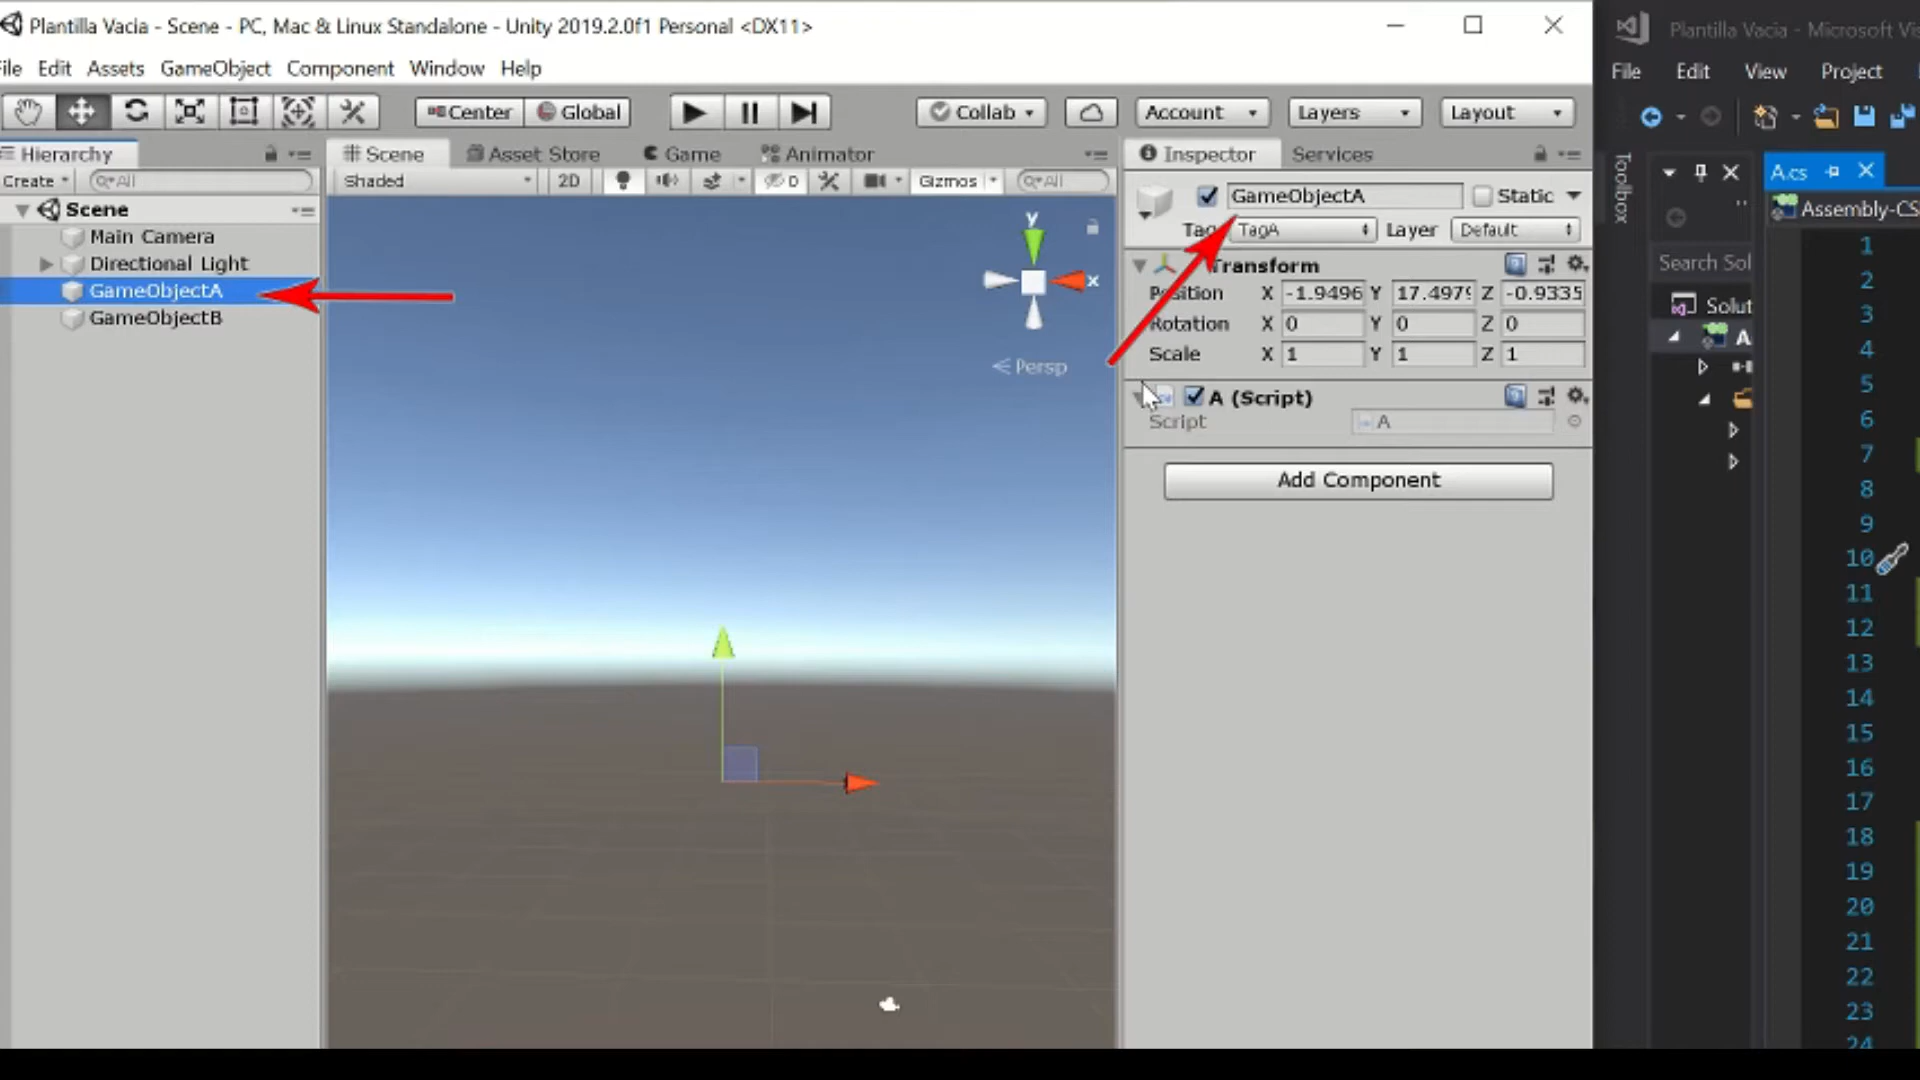 Plantilla Vacia - Scene - PC, Mac & Linux Standalone - Unity 2019.2.0f1 Personal <DX11>
File Edit Assets GameObject Component Window Help
Center Global Collab Account Layers Layout
Hierarchy
Create All
Scene
Main Camera
Directional Light
GameObjectA
GameObjectB
Scene Asset Store Game Animator
Shaded 2D 0 Gizmos All
y
x
Persp
Inspector Services
GameObjectA Static
Tag TagA Layer Default
Transform
Position X -1.9496 Y 17.4979 Z -0.9335
Rotation X 0 Y 0 Z 0
Scale X 1 Y 1 Z 1
A (Script)
Script A
Add Component
Plantilla Vacia - Microsoft Vis
File Edit View Project
Toolbox
A.cs
Assembly-CS
Search Sol
Solut
A
1
2
3
4
5
6
7
8
9
10
11
12
13
14
15
16
17
18
19
20
21
22
23
24